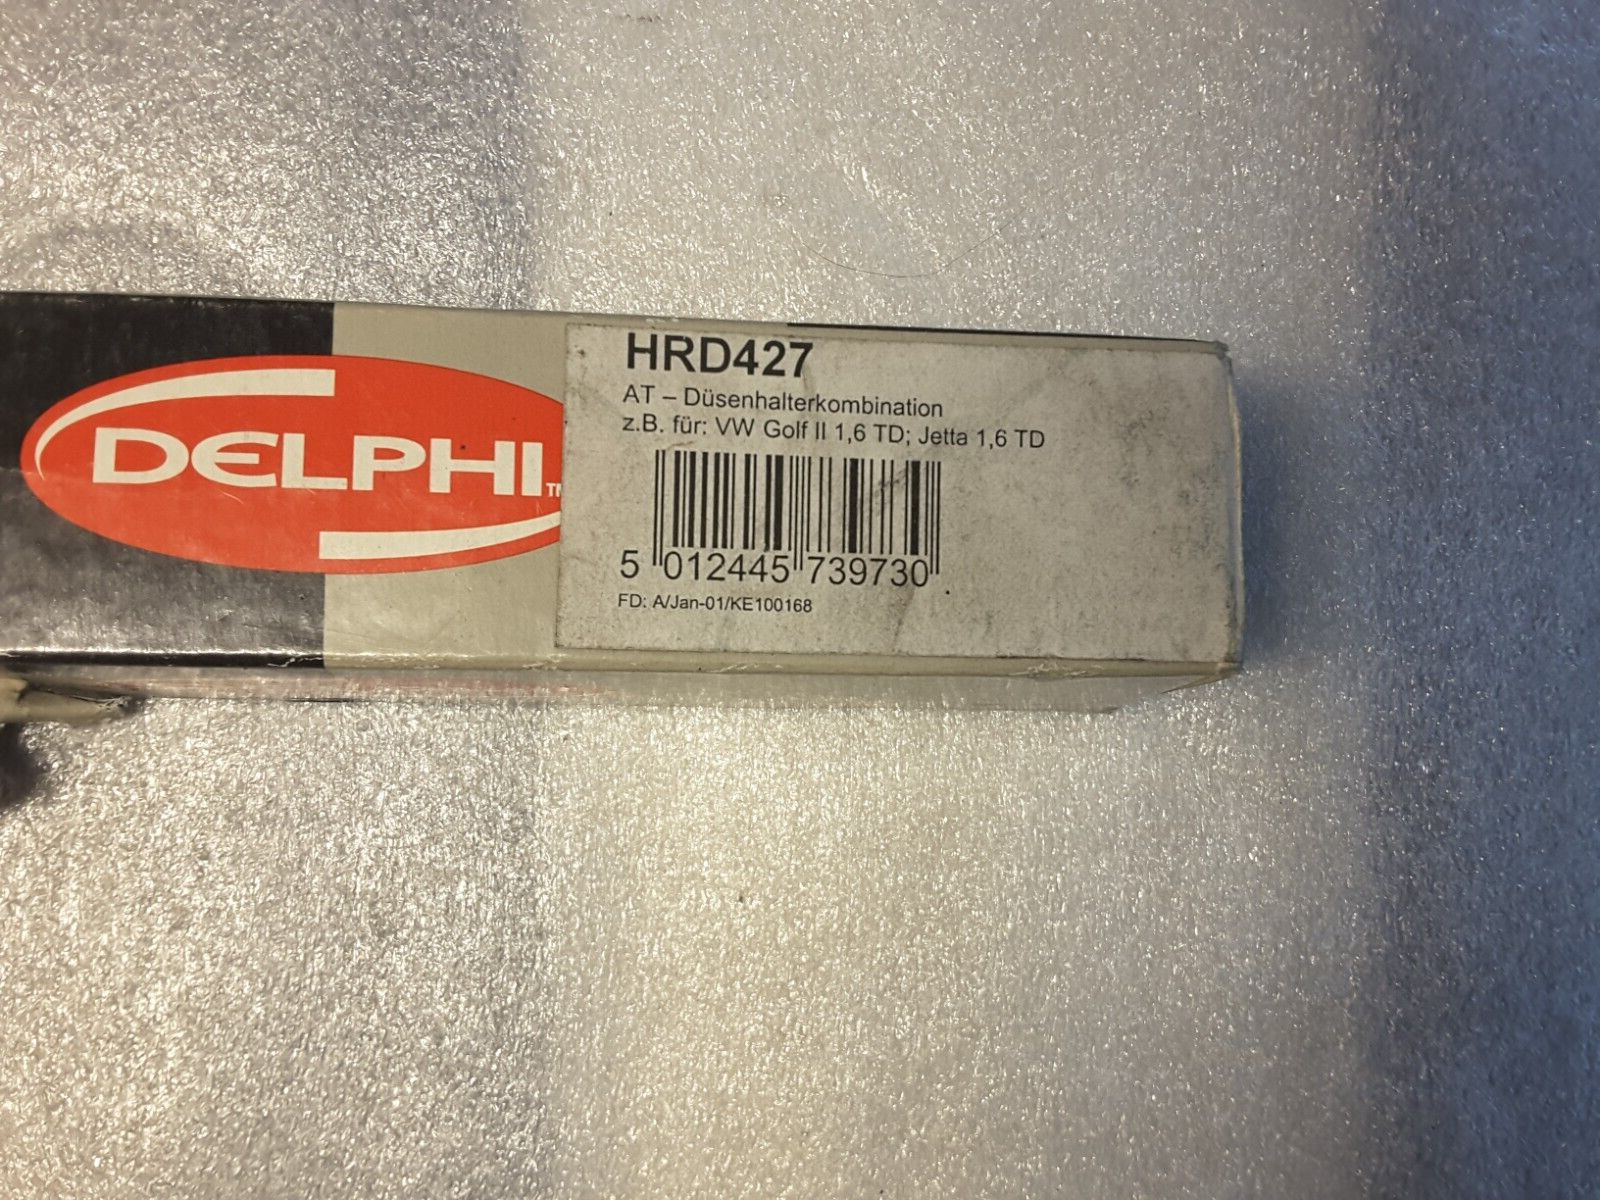 DELPHI
TM
HRD427
AT – Düsenhalterkombination
z.B. für: VW Golf II 1,6 TD; Jetta 1,6 TD
5 012445 739730
FD: A/Jan-01/KE100168